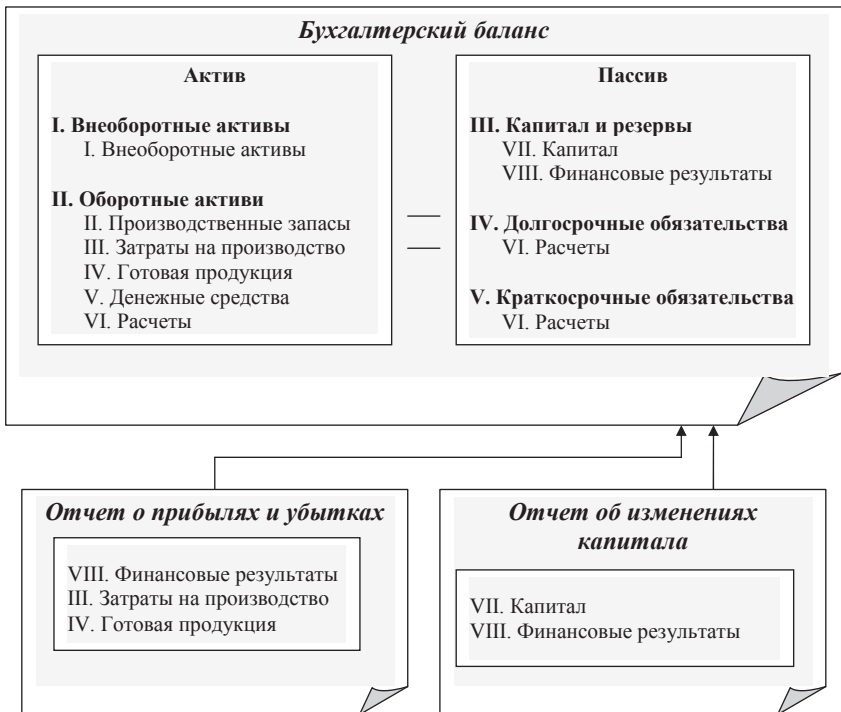 Бухгалтерский баланс
Актив
I. Внеоборотные активы
I. Внеоборотные активы
II. Оборотные активи
II. Производственные запасы
III. Затраты на производство
IV. Готовая продукция
V. Денежные средства
VI. Расчеты
Пассив
III. Капитал и резервы
VII. Капитал
VIII. Финансовые результаты
IV. Долгосрочные обязательства
VI. Расчеты
V. Краткосрочные обязательства
VI. Расчеты
Отчет о прибылях и убытках
VIII. Финансовые результаты
III. Затраты на производство
IV. Готовая продукция
Отчет об изменениях
капитала
VII. Капитал
VIII. Финансовые результаты